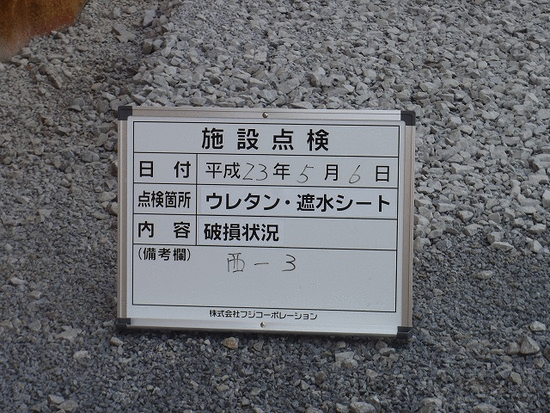 施設点検
日付 平成23年5月6日
点検箇所 ウレタン・遮水シート
内容 破損状況
(備考欄) 西-3
株式会社フジコーポレーション